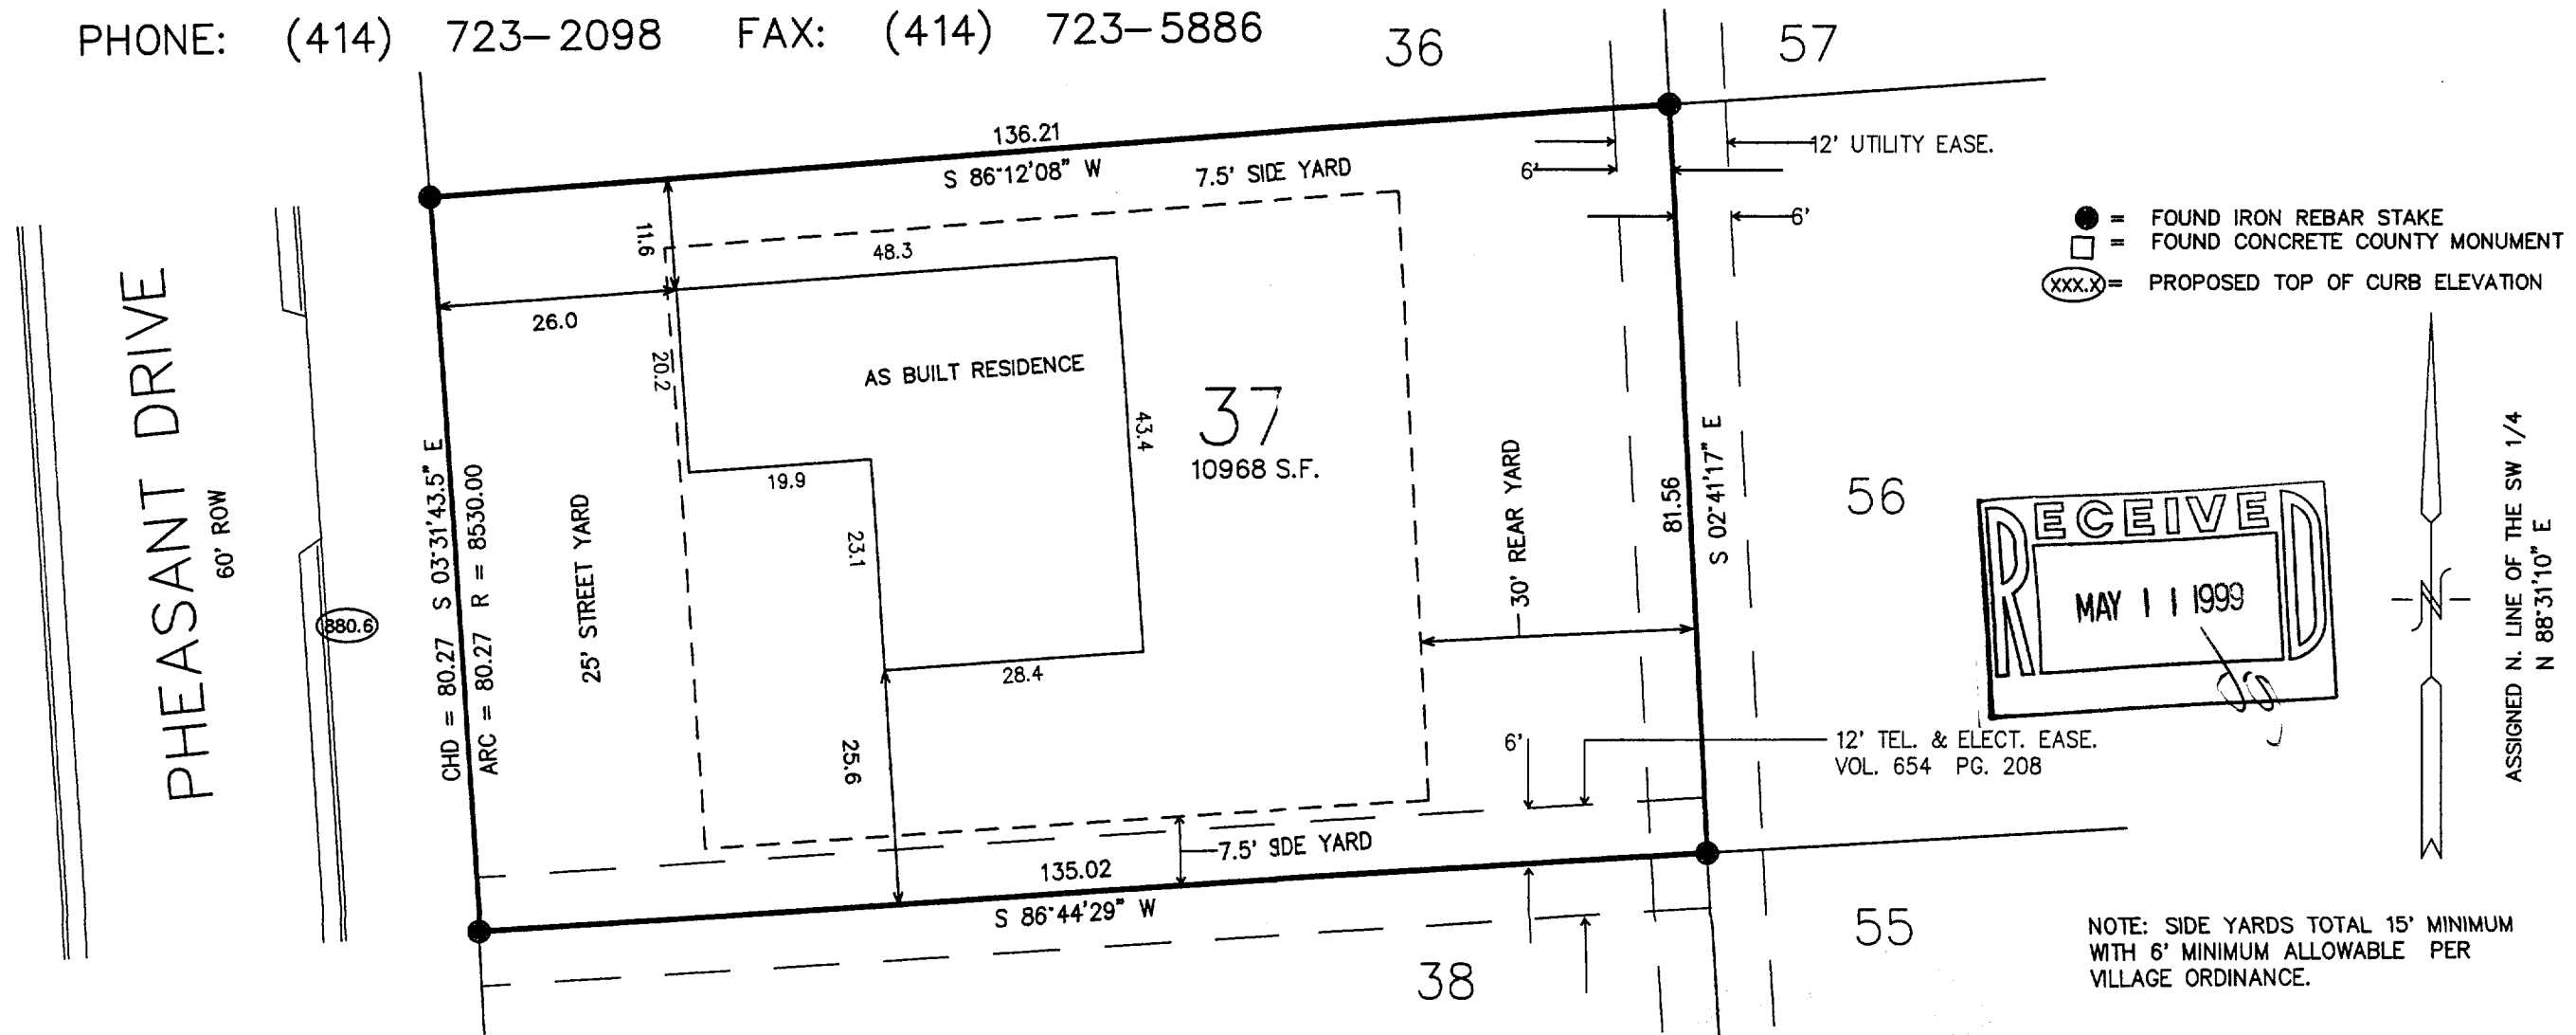 PHONE: (414) 723-2098 FAX: (414) 723-5886
36
57
136.21
S 86°12'08" W
7.5' SIDE YARD
12' UTILITY EASE.
6'
6'
● = FOUND IRON REBAR STAKE
□ = FOUND CONCRETE COUNTY MONUMENT
XXX.X = PROPOSED TOP OF CURB ELEVATION
11.6
48.3
26.0
20.2
AS BUILT RESIDENCE
43.4
37
10968 S.F.
19.9
23.1
28.4
25.6
PHEASANT DRIVE
60' ROW
880.6
CHD = 80.27 S 03°31'43.5" E
ARC = 80.27 R = 8530.00
25' STREET YARD
30' REAR YARD
81.56
S 02°41'17" E
56
RECEIVED
MAY 11 1999
N
ASSIGNED N. LINE OF THE SW 1/4
N 88°31'10" E
6'
12' TEL. & ELECT. EASE.
VOL. 654 PG. 208
7.5' SIDE YARD
135.02
S 86°44'29" W
38
55
NOTE: SIDE YARDS TOTAL 15' MINIMUM
WITH 6' MINIMUM ALLOWABLE PER
VILLAGE ORDINANCE.